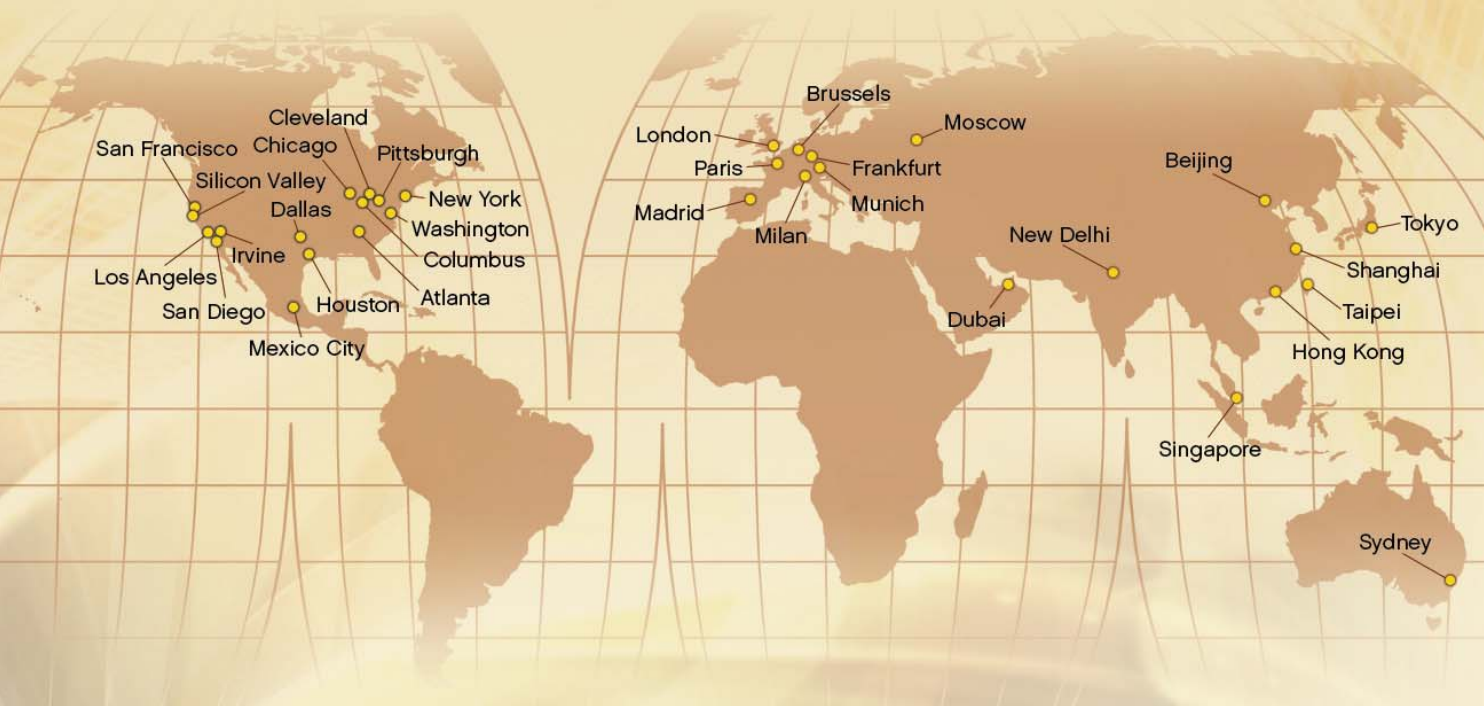 Cleveland
San Francisco
Chicago
Pittsburgh
Silicon Valley
Dallas
New York
Washington
Irvine
Columbus
Los Angeles
San Diego
Houston
Atlanta
Mexico City
Brussels
London
Moscow
Paris
Frankfurt
Madrid
Munich
Milan
Beijing
New Delhi
Tokyo
Shanghai
Dubai
Taipei
Hong Kong
Singapore
Sydney